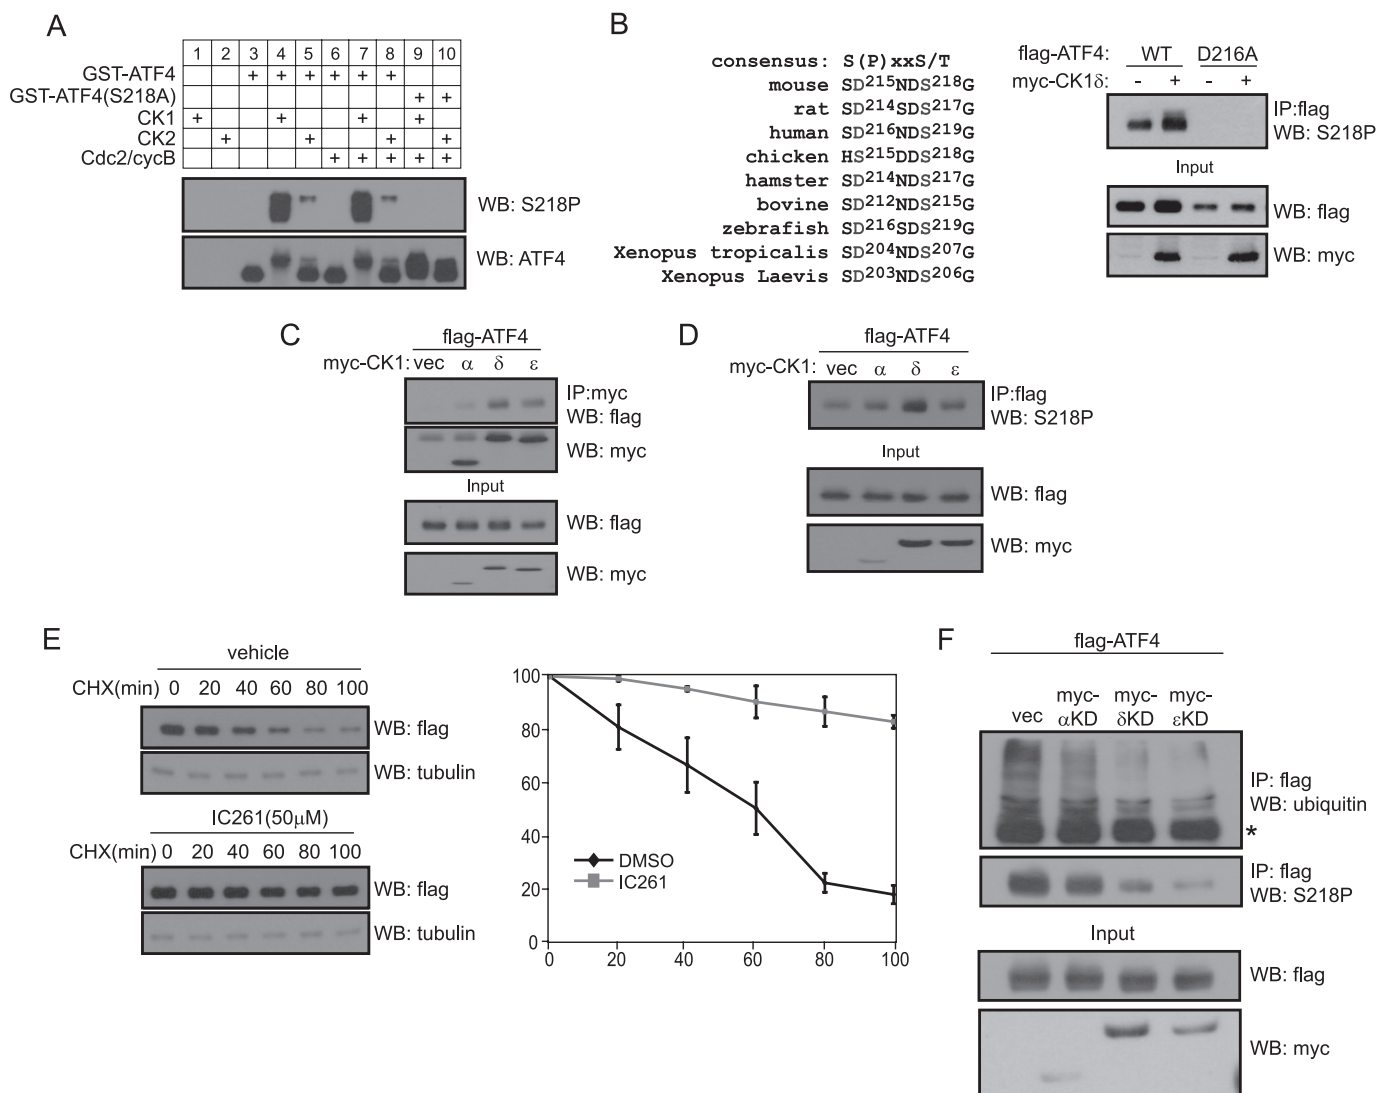 A
1 2 3 4 5 6 7 8 9 10
GST-ATF4 + + + + + +
GST-ATF4(S218A) + +
CK1 + + + +
CK2 + + + +
Cdc2/cycB + + + + +
WB: S218P
WB: ATF4
B
consensus: S(P)xxS/T
mouse SD215NDS218G
rat SD214SDS217G
human SD216NDS219G
chicken HS215DDS218G
hamster SD214NDS217G
bovine SD212NDS215G
zebrafish SD216SDS219G
Xenopus tropicalis SD204NDS207G
Xenopus Laevis SD203NDS206G
flag-ATF4: WT D216A
myc-CK1δ: - + - +
IP:flag
WB: S218P
Input
WB: flag
WB: myc
C
flag-ATF4
myc-CK1: vec α δ ε
IP:myc
WB: flag
WB: myc
Input
WB: flag
WB: myc
D
flag-ATF4
myc-CK1: vec α δ ε
IP:flag
WB: S218P
Input
WB: flag
WB: myc
E
vehicle
CHX(min) 0 20 40 60 80 100
WB: flag
WB: tubulin
IC261(50μM)
CHX(min) 0 20 40 60 80 100
WB: flag
WB: tubulin
100
80
60
40
20
0
DMSO
IC261
0 20 40 60 80 100
F
flag-ATF4
vec myc-αKD myc-δKD myc-εKD
IP: flag
WB: ubiquitin
*
IP: flag
WB: S218P
Input
WB: flag
WB: myc